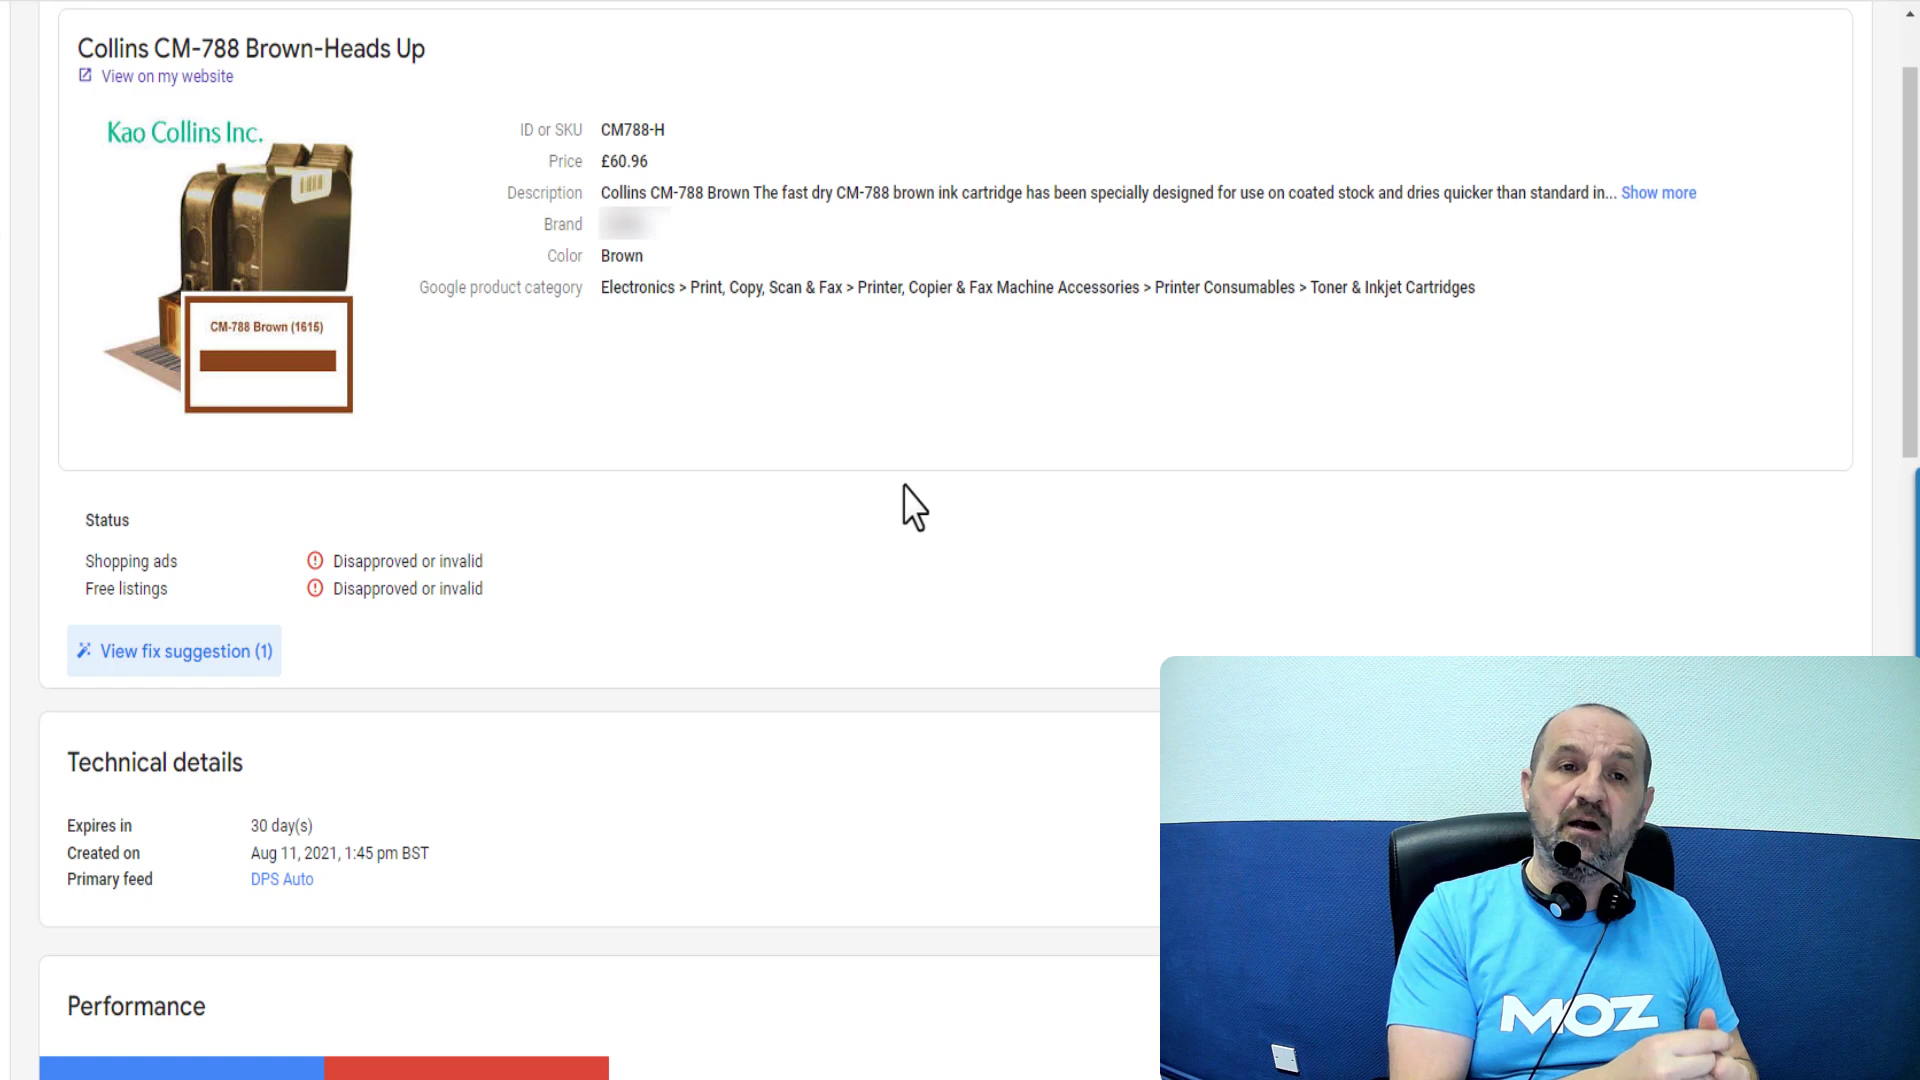 Collins CM-788 Brown-Heads Up
View on my website
Kao Collins Inc.
CM-788 Brown (1615)
ID or SKU CM788-H
Price £60.96
Description Collins CM-788 Brown The fast dry CM-788 brown ink cartridge has been specially designed for use on coated stock and dries quicker than standard in... Show more
Brand
Color Brown
Google product category Electronics > Print, Copy, Scan & Fax > Printer, Copier & Fax Machine Accessories > Printer Consumables > Toner & Inkjet Cartridges
Status
Shopping ads Disapproved or invalid
Free listings Disapproved or invalid
View fix suggestion (1)
Technical details
Expires in 30 day(s)
Created on Aug 11, 2021, 1:45 pm BST
Primary feed DPS Auto
Performance
MOZ